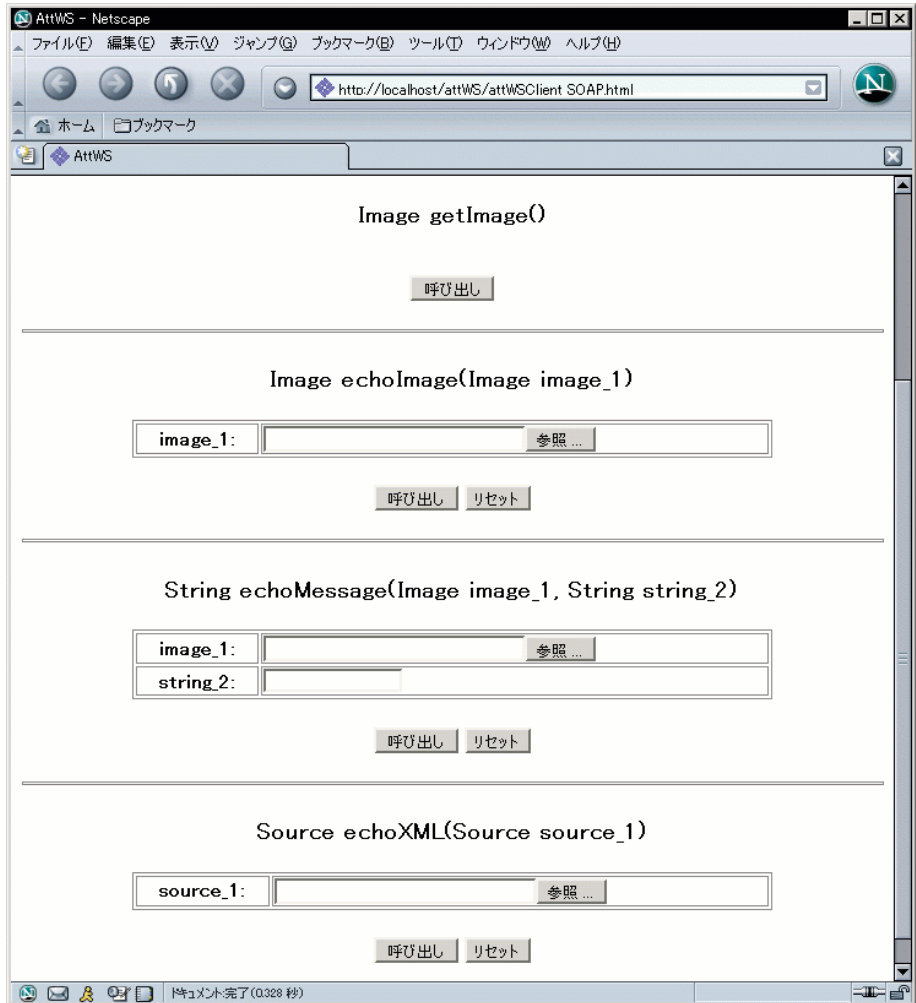 AttWS - Netscape
ファイル(F) 編集(E) 表示(V) ジャンプ(G) ブックマーク(B) ツール(T) ウィンドウ(W) ヘルプ(H)
http://localhost/attWS/attWSClient SOAP.html
N
ホーム ブックマーク
AttWS
Image getImage()
呼び出し
Image echoImage(Image image_1)
image_1: 参照 ...
呼び出し リセット
String echoMessage(Image image_1, String string_2)
image_1: 参照 ...
string_2:
呼び出し リセット
Source echoXML(Source source_1)
source_1: 参照 ...
呼び出し リセット
ドキュメント:完了(0.328 秒)